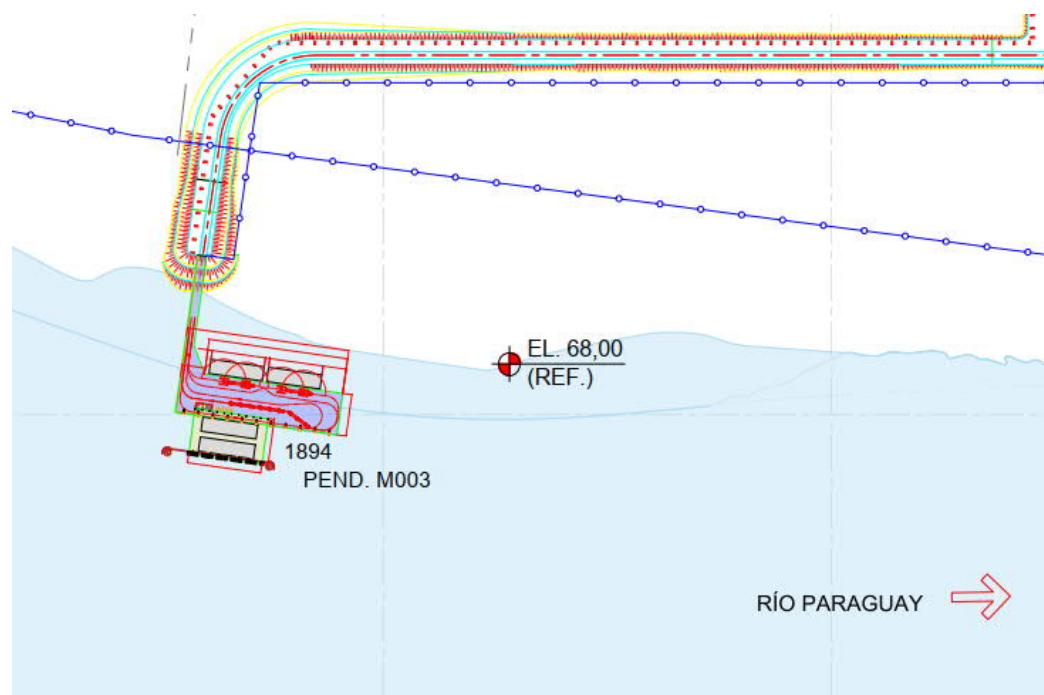 EL. 68,00
(REF.)
1894
PEND. M003
RÍO PARAGUAY